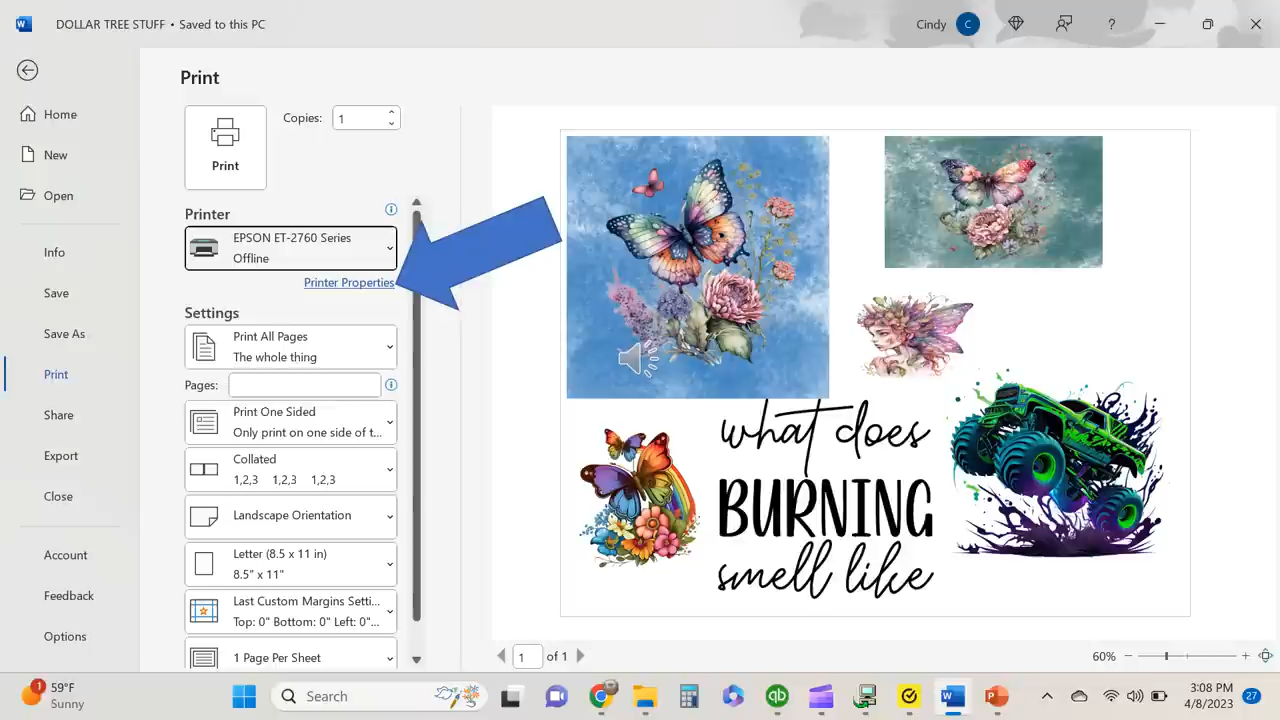 DOLLAR TREE STUFF • Saved to this PC
Cindy
C
?
Print
Home
New
Open
Info
Save
Save As
Print
Share
Export
Close
Account
Feedback
Options
Print
Copies: 1
Printer
EPSON ET-2760 Series
Offline
Printer Properties
Settings
Print All Pages
The whole thing
Pages:
Print One Sided
Only print on one side of t...
Collated
1,2,3 1,2,3 1,2,3
Landscape Orientation
Letter (8.5 x 11 in)
8.5" x 11"
Last Custom Margins Setti...
Top: 0" Bottom: 0" Left: 0"...
1 Page Per Sheet
what does
BURNING
smell like
1 of 1
60%
1
59°F
Sunny
Search
3:08 PM
4/8/2023
27